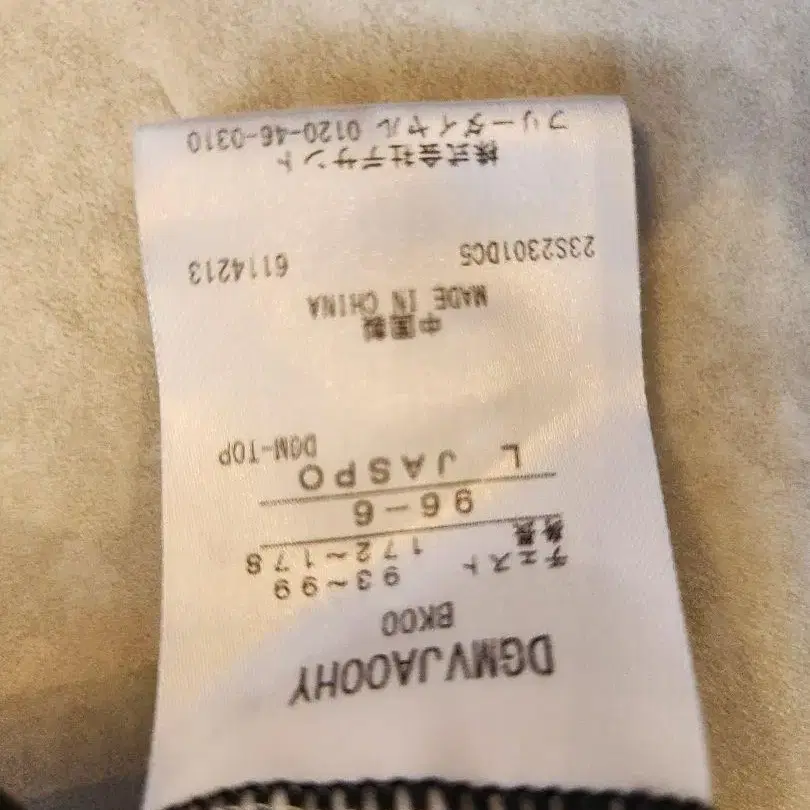 DGMVJA00HY
BK00
チェスト 93~99
身長 172~178
96-6
L JASPO
DGM-TOP
中国製
MADE IN CHINA
23S2301DC5 6114213
株式会社デサント
フリーダイヤル 0120-46-0310